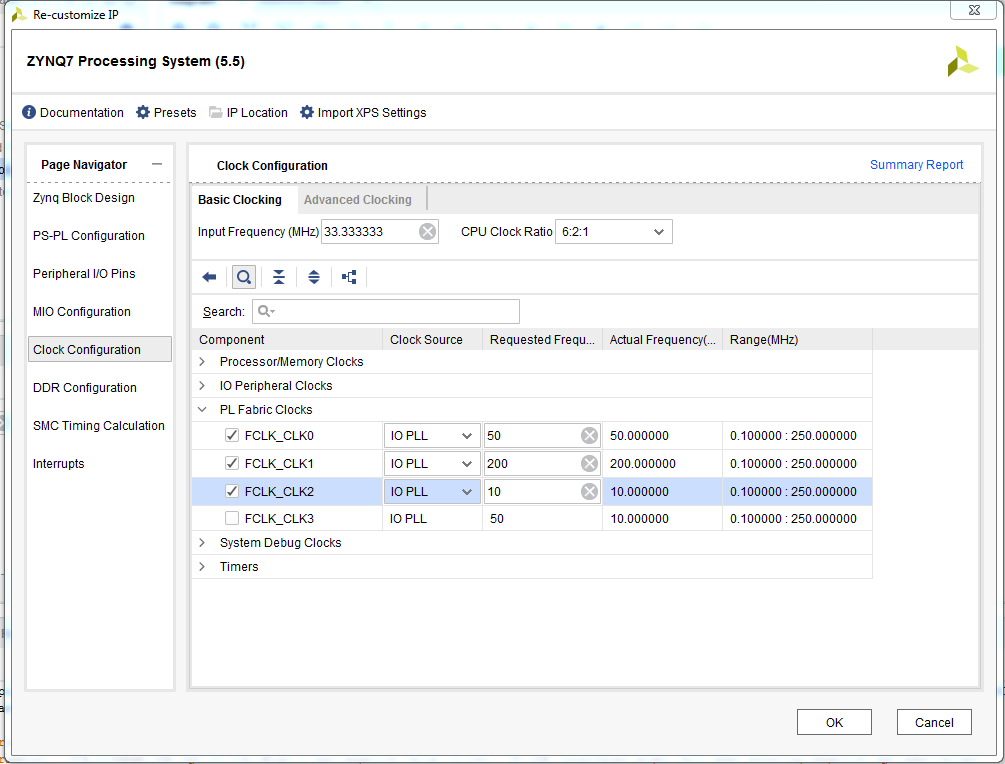 Re-customize IP
ZYNQ7 Processing System (5.5)
Documentation Presets IP Location Import XPS Settings
Page Navigator
Zynq Block Design
PS-PL Configuration
Peripheral I/O Pins
MIO Configuration
Clock Configuration
DDR Configuration
SMC Timing Calculation
Interrupts
Clock Configuration Summary Report
Basic Clocking Advanced Clocking
Input Frequency (MHz) 33.333333 CPU Clock Ratio 6:2:1
Search:
Component Clock Source Requested Frequ... Actual Frequency(... Range(MHz)
Processor/Memory Clocks
IO Peripheral Clocks
PL Fabric Clocks
FCLK_CLK0 IO PLL 50 50.000000 0.100000 : 250.000000
FCLK_CLK1 IO PLL 200 200.000000 0.100000 : 250.000000
FCLK_CLK2 IO PLL 10 10.000000 0.100000 : 250.000000
FCLK_CLK3 IO PLL 50 10.000000 0.100000 : 250.000000
System Debug Clocks
Timers
OK Cancel